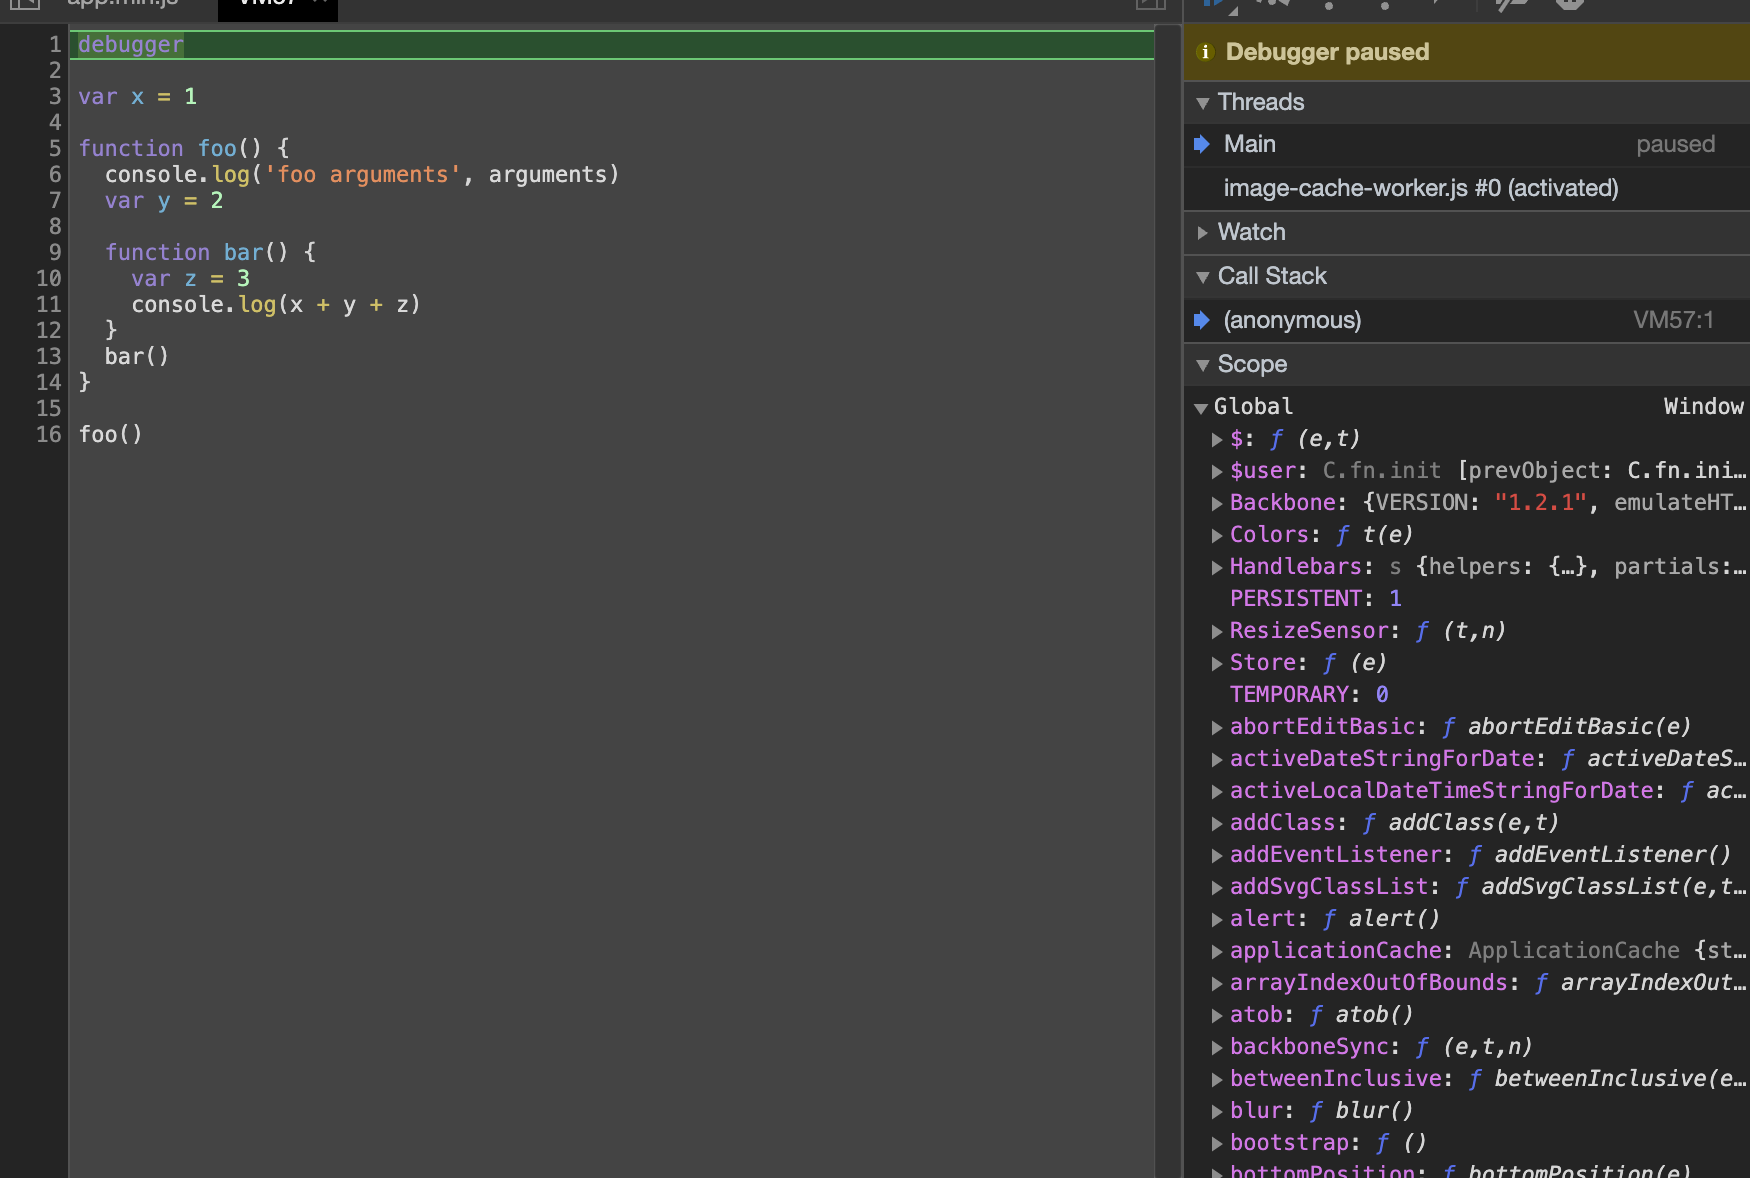 app.min.js
VM57
1 debugger
2
3 var x = 1
4
5 function foo() {
6 console.log('foo arguments', arguments)
7 var y = 2
8
9 function bar() {
10 var z = 3
11 console.log(x + y + z)
12 }
13 bar()
14 }
15
16 foo()
Debugger paused
Threads
Main paused
image-cache-worker.js #0 (activated)
Watch
Call Stack
(anonymous) VM57:1
Scope
Global Window
$: ƒ (e,t)
$user: C.fn.init [prevObject: C.fn.ini…
Backbone: {VERSION: "1.2.1", emulateHT…
Colors: ƒ t(e)
Handlebars: s {helpers: {…}, partials:…
PERSISTENT: 1
ResizeSensor: ƒ (t,n)
Store: ƒ (e)
TEMPORARY: 0
abortEditBasic: ƒ abortEditBasic(e)
activeDateStringForDate: ƒ activeDateS…
activeLocalDateTimeStringForDate: ƒ ac…
addClass: ƒ addClass(e,t)
addEventListener: ƒ addEventListener()
addSvgClassList: ƒ addSvgClassList(e,t…
alert: ƒ alert()
applicationCache: ApplicationCache {st…
arrayIndexOutOfBounds: ƒ arrayIndexOut…
atob: ƒ atob()
backboneSync: ƒ (e,t,n)
betweenInclusive: ƒ betweenInclusive(e…
blur: ƒ blur()
bootstrap: ƒ ()
bottomPosition: ƒ bottomPosition(e)